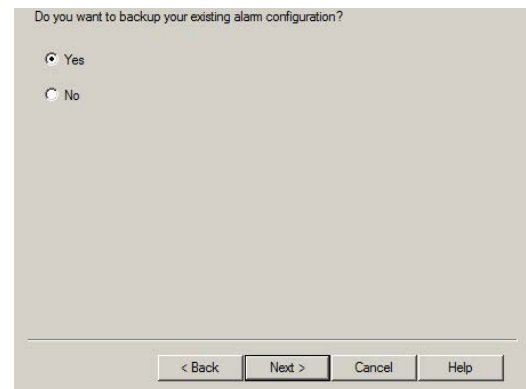 Do you want to backup your existing alarm configuration?
Yes
No
< Back Next > Cancel Help